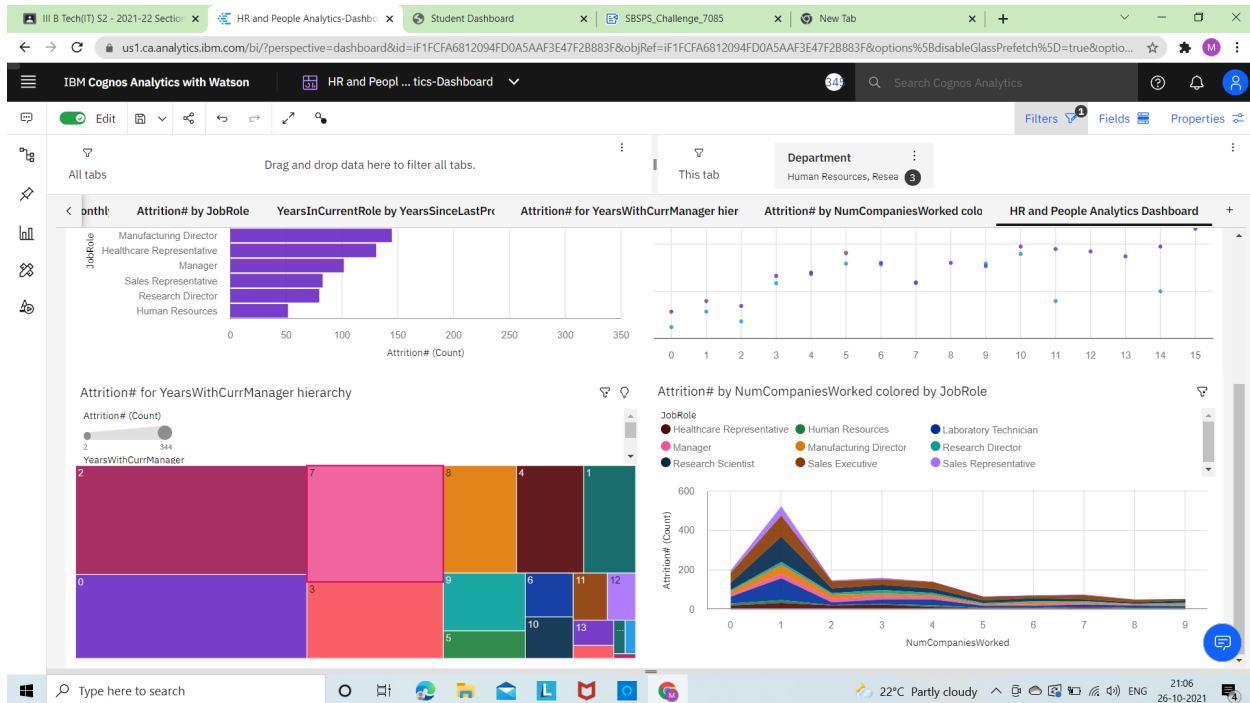 III B Tech(IT) S2 - 2021-22 Section
HR and People Analytics-Dashbo
Student Dashboard
SBSPS_Challenge_7085
New Tab
us1.ca.analytics.ibm.com/bi/?perspective=dashboard&id=iF1FCFA6812094FD0A5AAF3E47F2B883F&objRef=iF1FCFA6812094FD0A5AAF3E47F2B883F&options%5BdisableGlassPrefetch%5D=true&optio...
M
IBM Cognos Analytics with Watson
HR and Peopl ... tics-Dashboard
345
Search Cognos Analytics
Edit
Filters 1
Fields
Properties
All tabs
Drag and drop data here to filter all tabs.
This tab
Department
Human Resources, Resea 3
onthly
Attrition# by JobRole
YearsInCurrentRole by YearsSinceLastPro
Attrition# for YearsWithCurrManager hier
Attrition# by NumCompaniesWorked colo
HR and People Analytics Dashboard
JobRole
Manufacturing Director
Healthcare Representative
Manager
Sales Representative
Research Director
Human Resources
0 50 100 150 200 250 300 350
Attrition# (Count)
0 1 2 3 4 5 6 7 8 9 10 11 12 13 14 15
Attrition# for YearsWithCurrManager hierarchy
Attrition# (Count)
2 344
YearsWithCurrManager
2 7 8 4 1
0 3 9 6 11 12
5 10 13 ...
Attrition# by NumCompaniesWorked colored by JobRole
JobRole
Healthcare Representative Human Resources Laboratory Technician
Manager Manufacturing Director Research Director
Research Scientist Sales Executive Sales Representative
Attrition# (Count)
600
400
200
0
0 1 2 3 4 5 6 7 8 9
NumCompaniesWorked
Type here to search
L
M
22°C Partly cloudy
ENG
21:06
26-10-2021
4